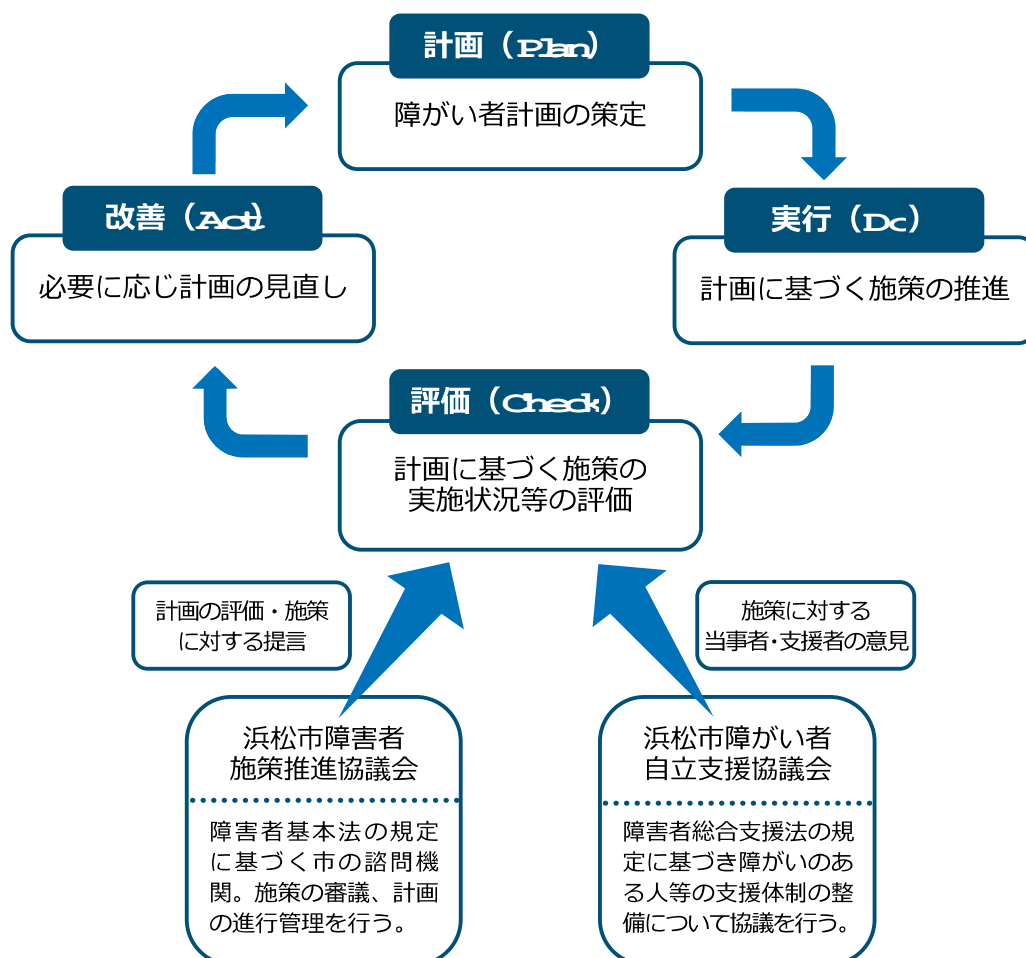 計画（Plan）
障がい者計画の策定
改善（Act）
必要に応じ計画の見直し
実行（Do）
計画に基づく施策の推進
評価（Check）
計画に基づく施策の
実施状況等の評価
計画の評価・施策
に対する提言
施策に対する
当事者・支援者の意見
浜松市障害者
施策推進協議会
障害者基本法の規定
に基づく市の諮問機
関。施策の審議、計画
の進行管理を行う。
浜松市障がい者
自立支援協議会
障害者総合支援法の規
定に基づき障がいのあ
る人等の支援体制の整
備について協議を行う。